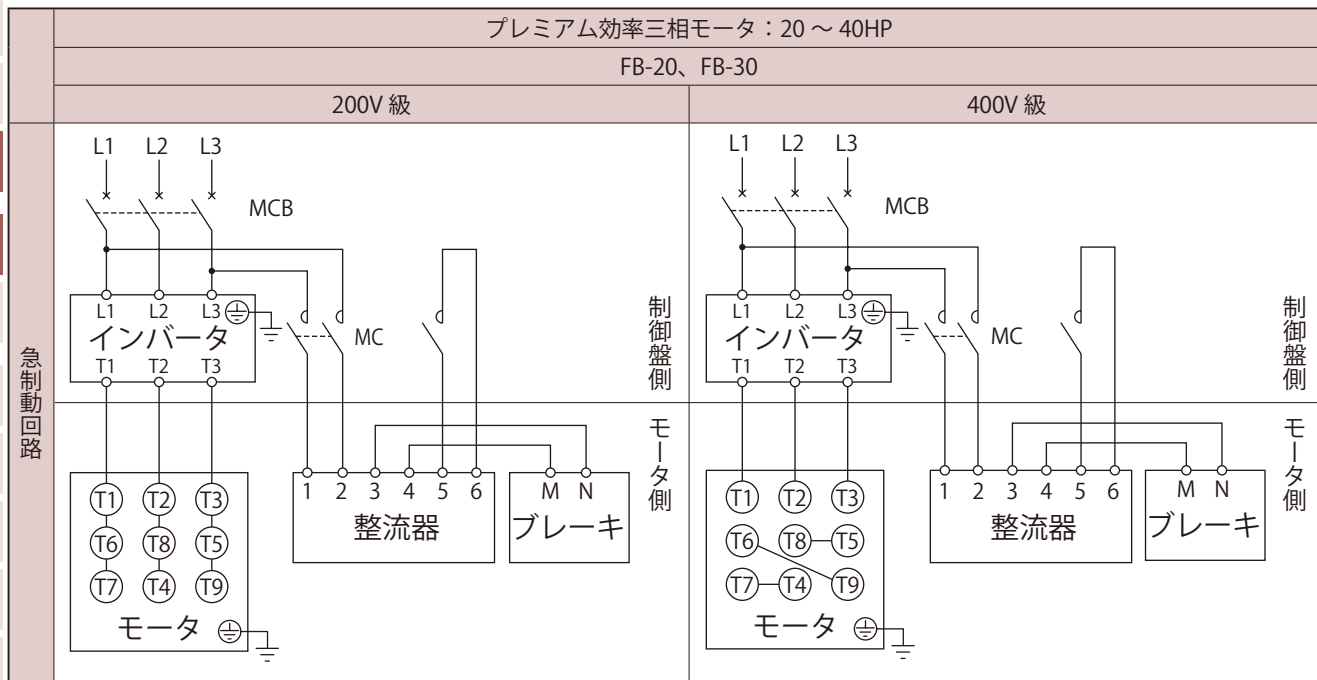 プレミアム効率三相モータ：20 ～ 40HP
FB-20、FB-30
200V 級
400V 級
急制動回路
L1 L2 L3
MCB
L1 L2 L3
インバータ
T1 T2 T3
MC
制御盤側
モータ側
T1 T2 T3
T6 T8 T5
T7 T4 T9
モータ
1 2 3 4 5 6
整流器
M N
ブレーキ
L1 L2 L3
MCB
L1 L2 L3
インバータ
T1 T2 T3
MC
制御盤側
モータ側
T1 T2 T3
T6 T8 T5
T7 T4 T9
モータ
1 2 3 4 5 6
整流器
M N
ブレーキ